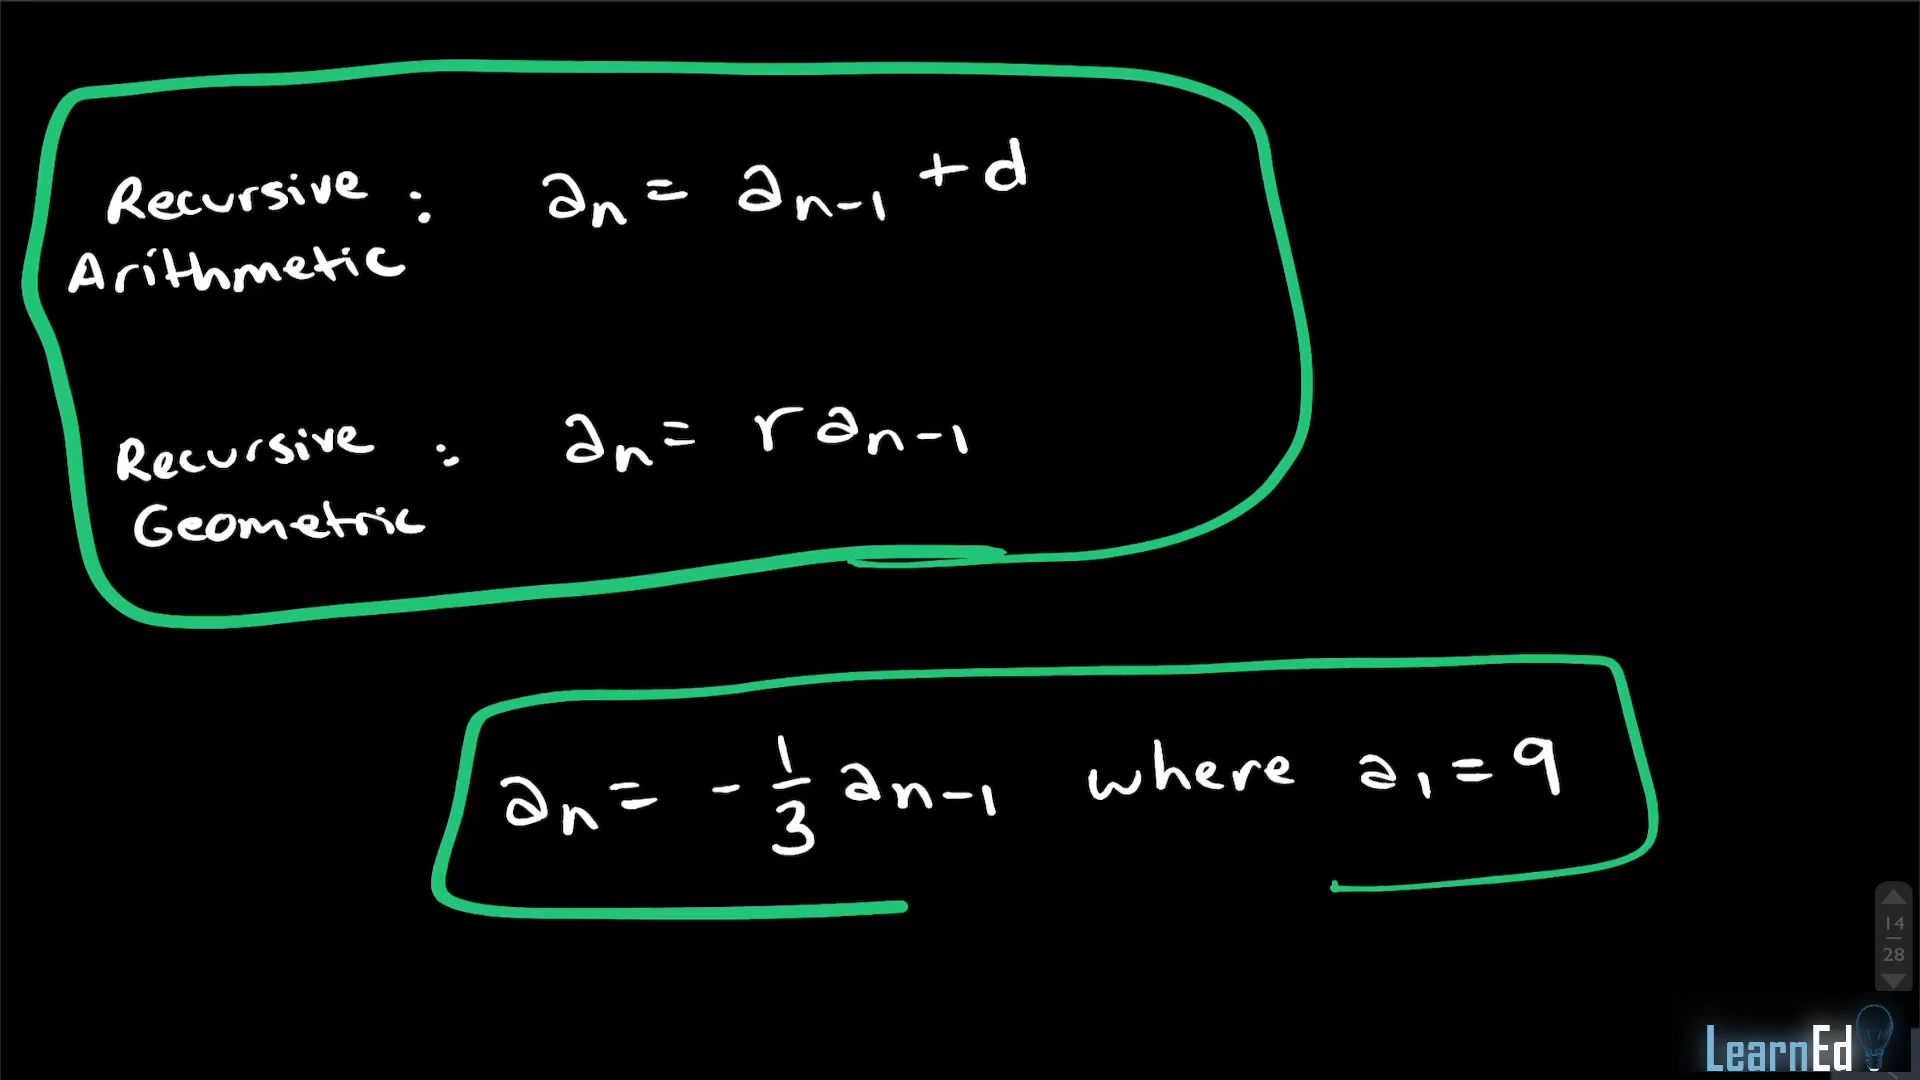 Recursive : aₙ = aₙ₋₁ + d
Arithmetic
Recursive : aₙ = r aₙ₋₁
Geometric
aₙ = - 1/3 aₙ₋₁ where a₁ = 9
14
28
LearnEd